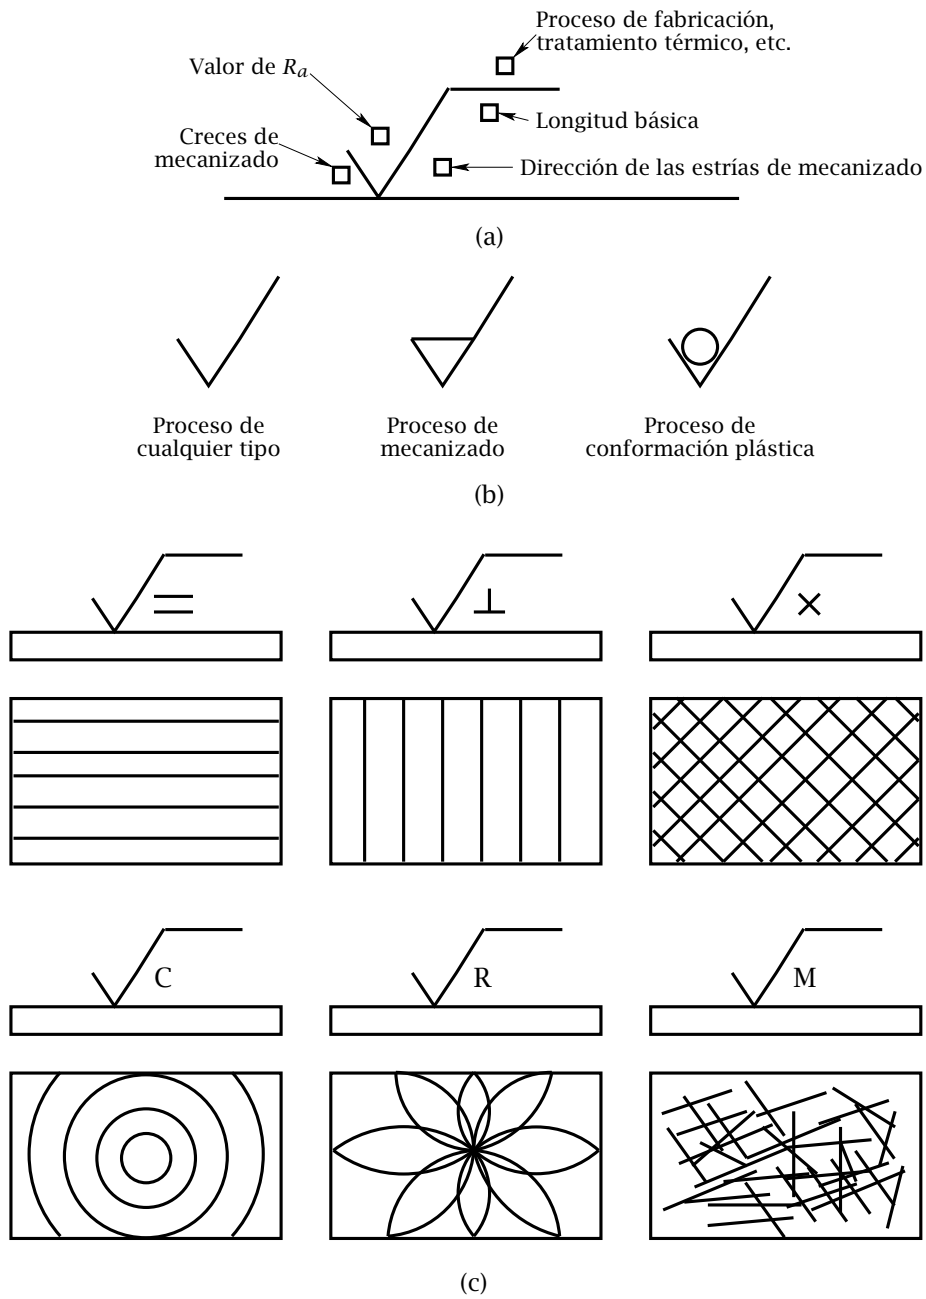 Proceso de fabricación,
tratamiento térmico, etc.
Valor de Ra
Longitud básica
Creces de
mecanizado
Dirección de las estrías de mecanizado
(a)
Proceso de
cualquier tipo
Proceso de
mecanizado
Proceso de
conformación plástica
(b)
C
R
M
(c)